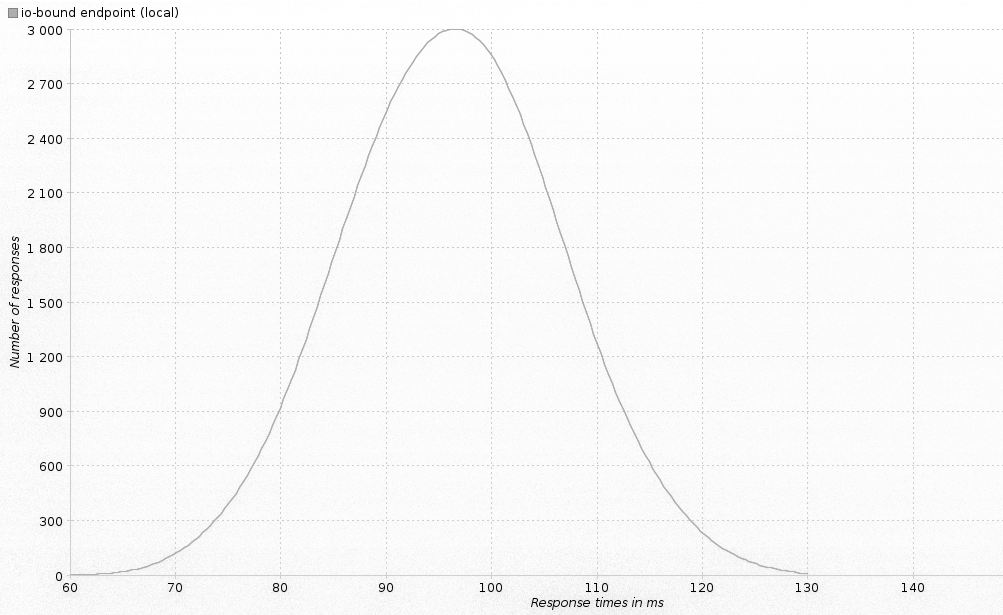 io-bound endpoint (local)
3 000
2 700
2 400
2 100
1 800
1 500
1 200
900
600
300
0
Number of responses
60 70 80 90 100 110 120 130 140
Response times in ms